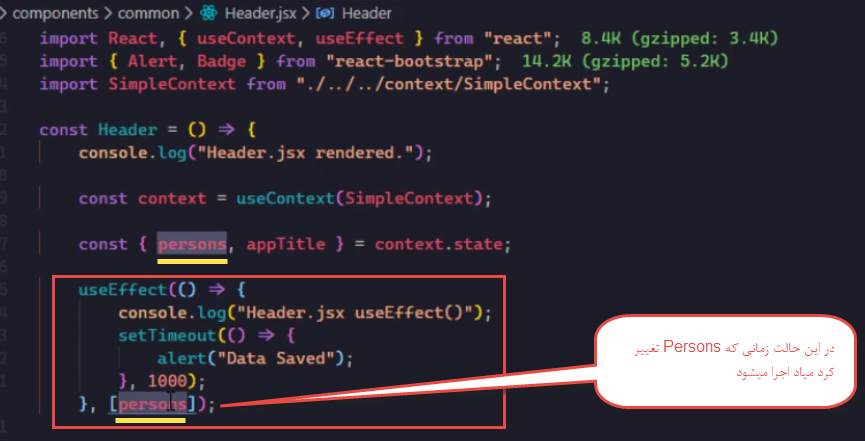 components > common > Header.jsx > Header
import React, { useContext, useEffect } from "react";  8.4K (gzipped: 3.4K)
import { Alert, Badge } from "react-bootstrap";  14.2K (gzipped: 5.2K)
import SimpleContext from "./../../context/SimpleContext";
const Header = () => {
console.log("Header.jsx rendered.");
const context = useContext(SimpleContext);
const { persons, appTitle } = context.state;
useEffect(() => {
console.log("Header.jsx useEffect()");
setTimeout(() => {
alert("Data Saved");
}, 1000);
}, [persons]);
در این حالت زمانی که Persons تغییر
کرد میاد اجرا میشود